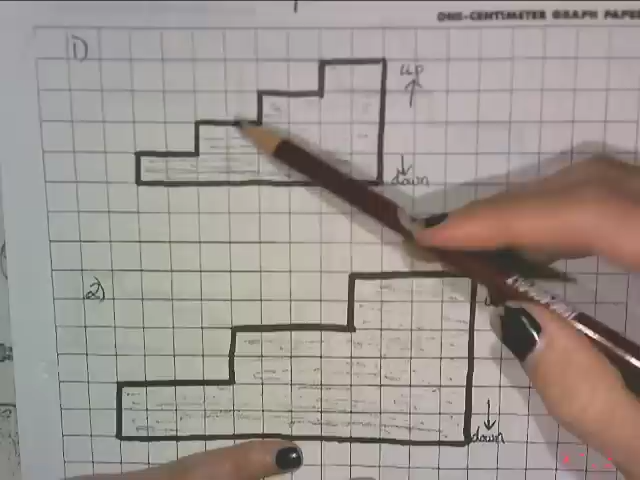 ONE-CENTIMETER GRAPH PAPER
1)
up
down
2)
down